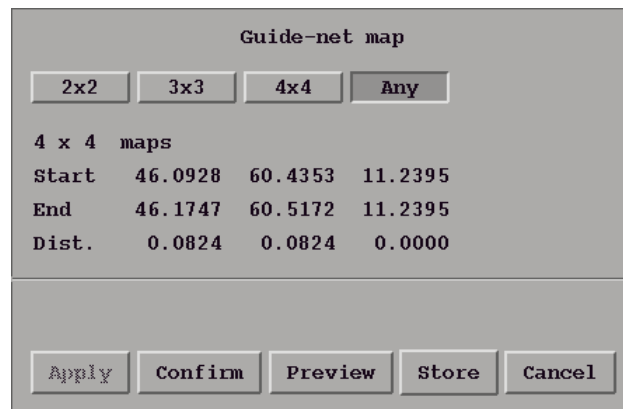 Guide-net map
2x2 3x3 4x4 Any
4 x 4 maps
Start 46.0928 60.4353 11.2395
End 46.1747 60.5172 11.2395
Dist. 0.0824 0.0824 0.0000
Apply Confirm Preview Store Cancel